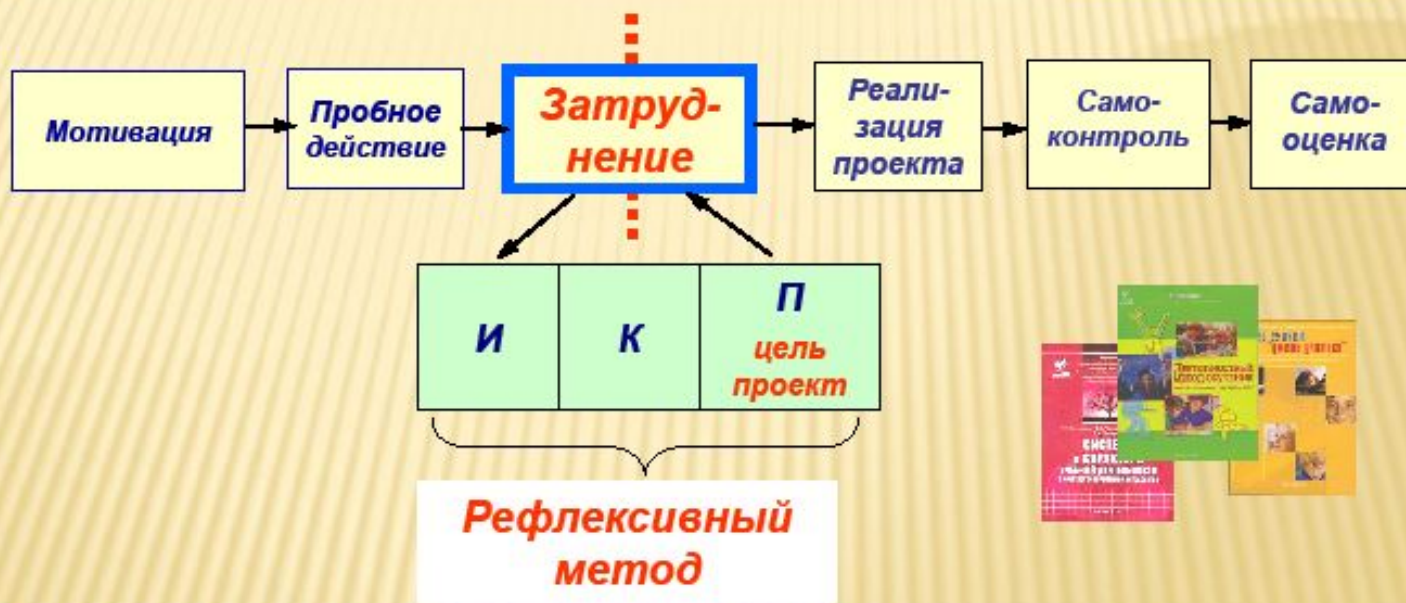 Мотивация
Пробное
действие
Затруд-
нение
Реали-
зация
проекта
Само-
контроль
Само-
оценка
И
К
П
цель
проект
Рефлексивный
метод